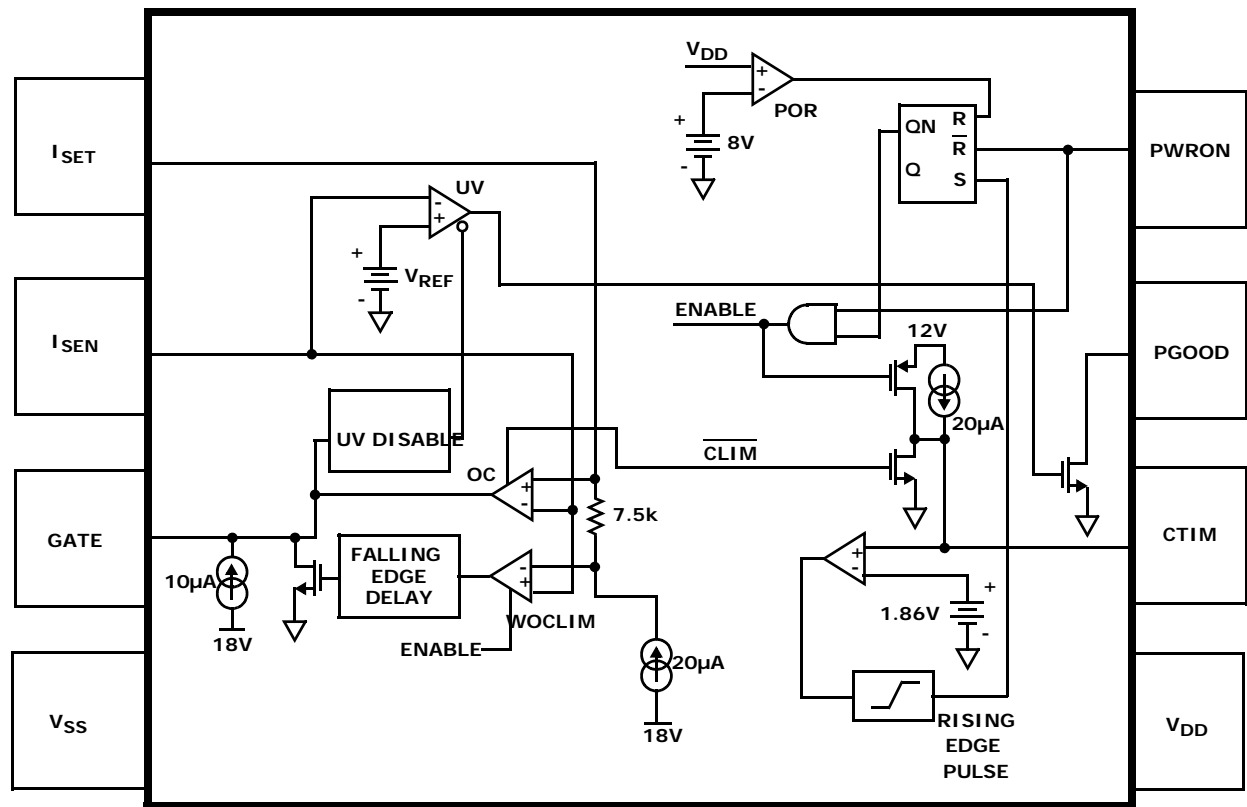 V_DD
+
-
POR
+
8V
-
QN
R
R̅
Q
S
I_SET
PWRON
UV
-
+
+
V_REF
-
ENABLE
12V
I_SEN
PGOOD
20µA
UV DISABLE
C̅L̅I̅M̅
OC
+
-
7.5k
GATE
CTIM
FALLING
EDGE
DELAY
-
+
10µA
WOCLIM
+
-
+
1.86V
-
18V
ENABLE
20µA
18V
V_SS
RISING
EDGE
PULSE
V_DD